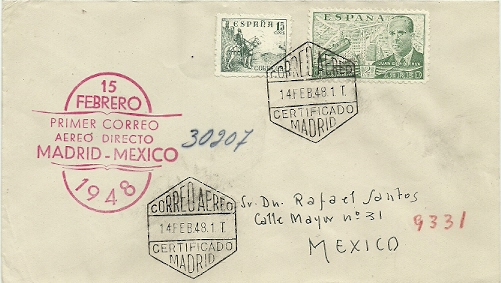 ESPAÑA
15
CTS
ESPAÑA
CORREO AEREO
14 FEB.48.1 T.
CERTIFICADO
MADRID
15
FEBRERO
PRIMER CORREO
AEREO DIRECTO
MADRID-MEXICO
1948
30207
CORREO AEREO
14 FEB.48.1 T.
CERTIFICADO
MADRID
Sr. Dn. Rafael Santos
Calle Mayor nº 31
MEXICO
9331